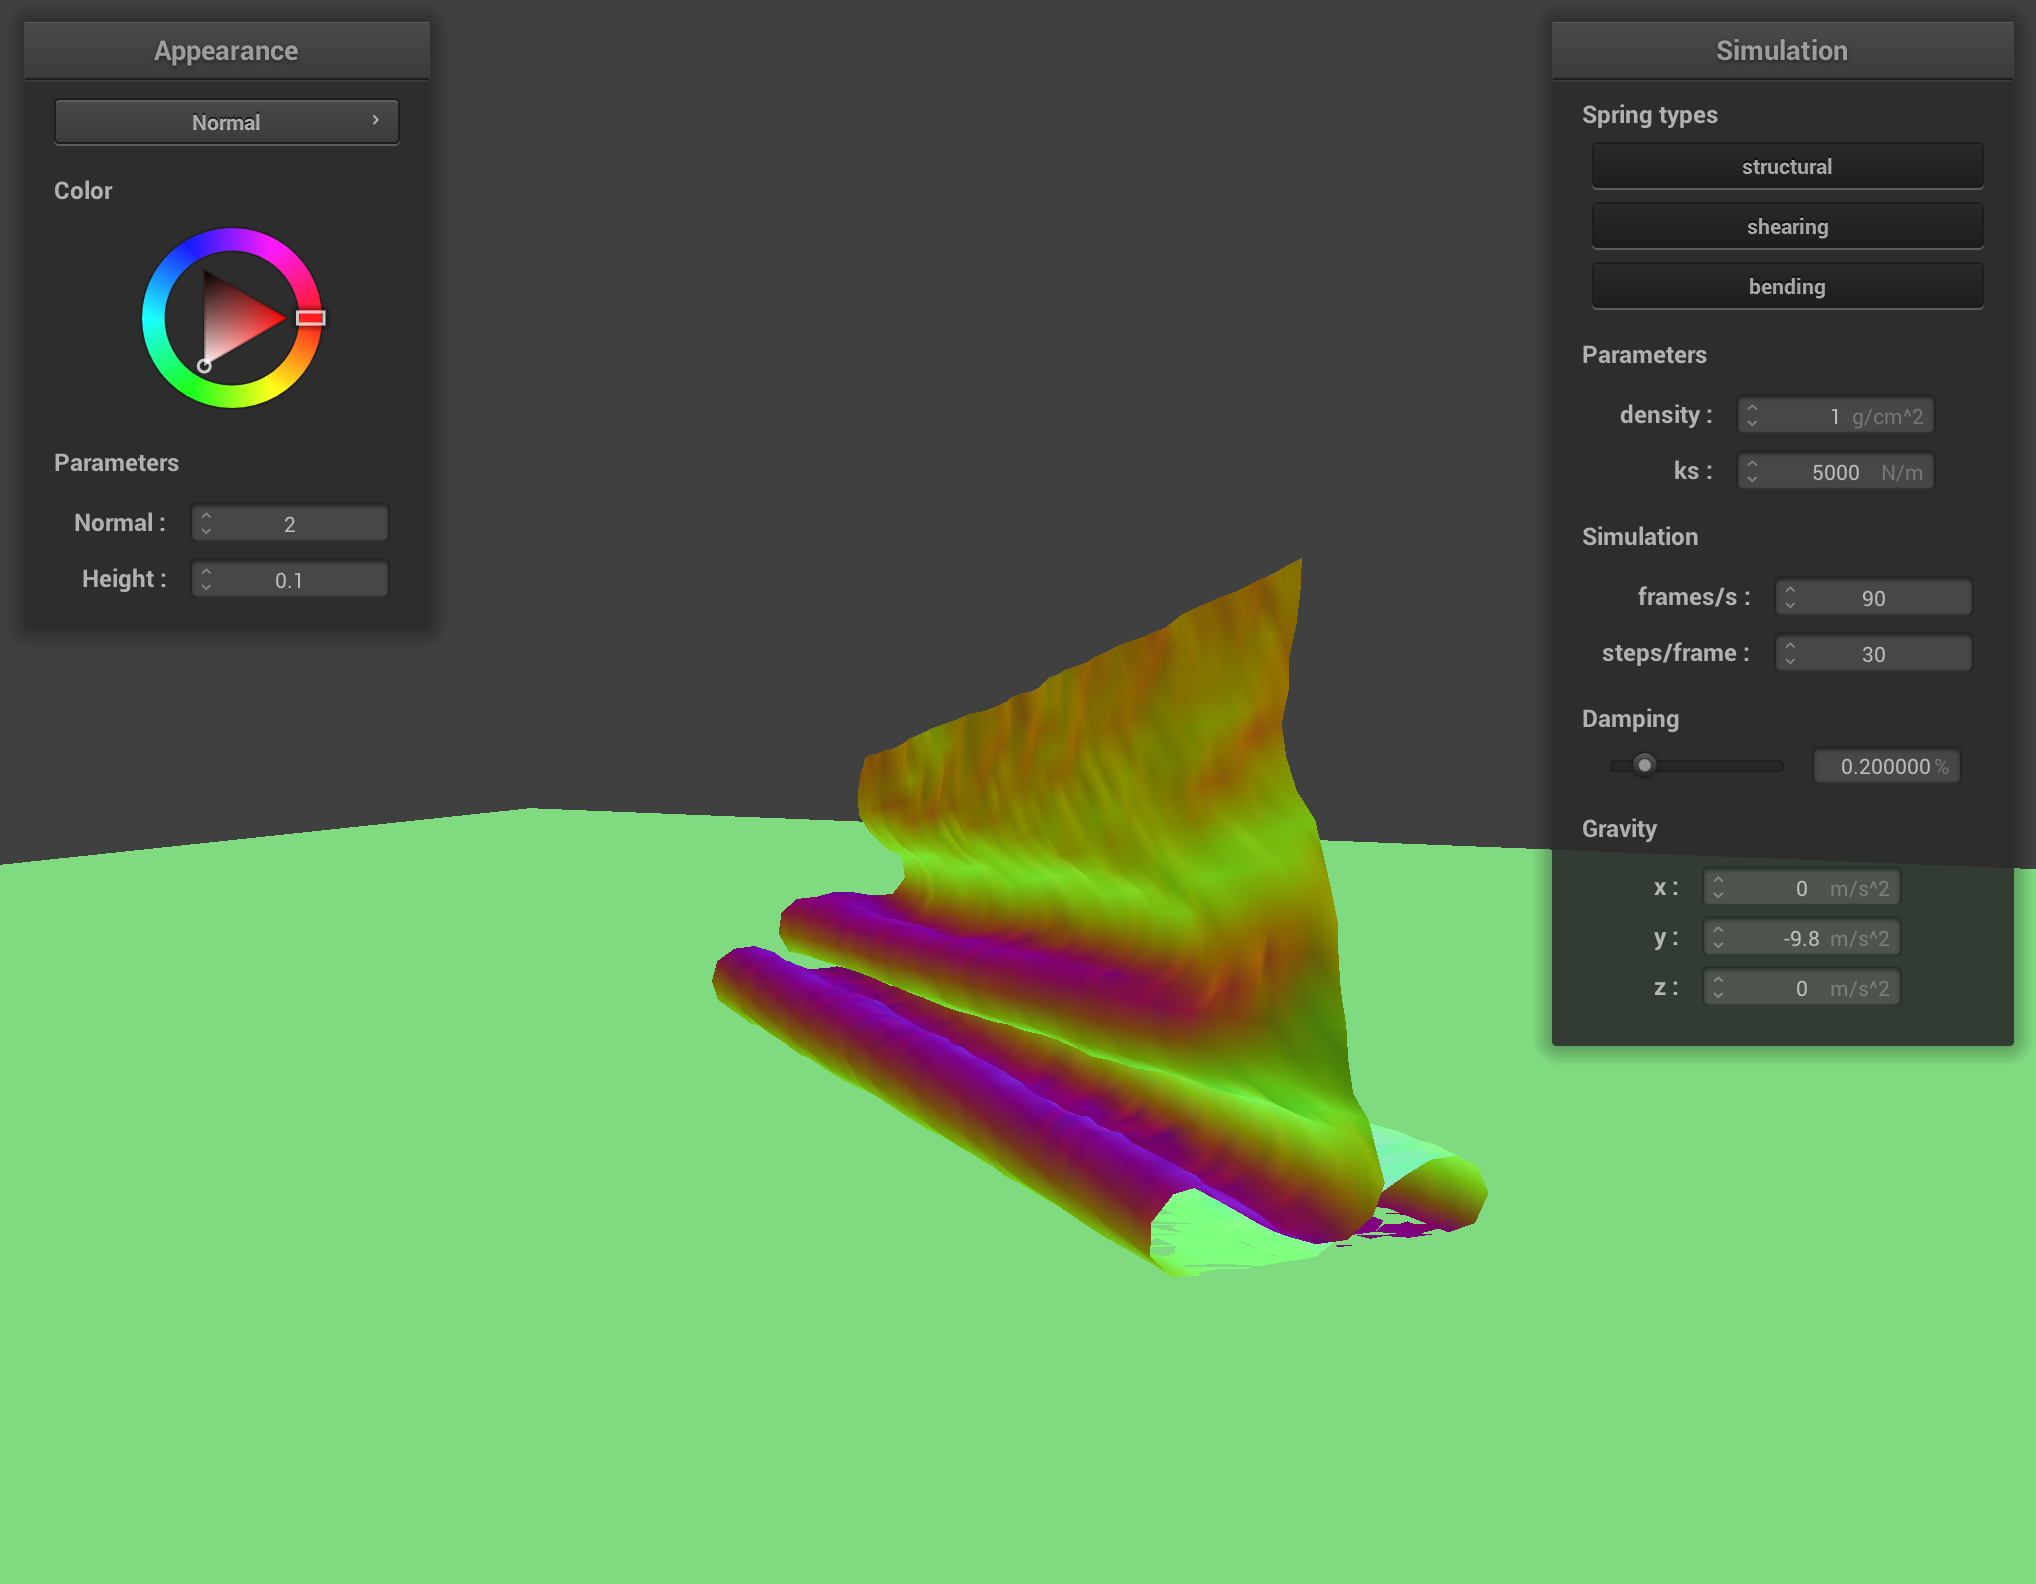 Appearance
Normal
Color
Parameters
Normal : 2
Height : 0.1
Simulation
Spring types
structural
shearing
bending
Parameters
density : 1 g/cm^2
ks : 5000 N/m
Simulation
frames/s : 90
steps/frame : 30
Damping
0.200000 %
Gravity
x : 0 m/s^2
y : -9.8 m/s^2
z : 0 m/s^2